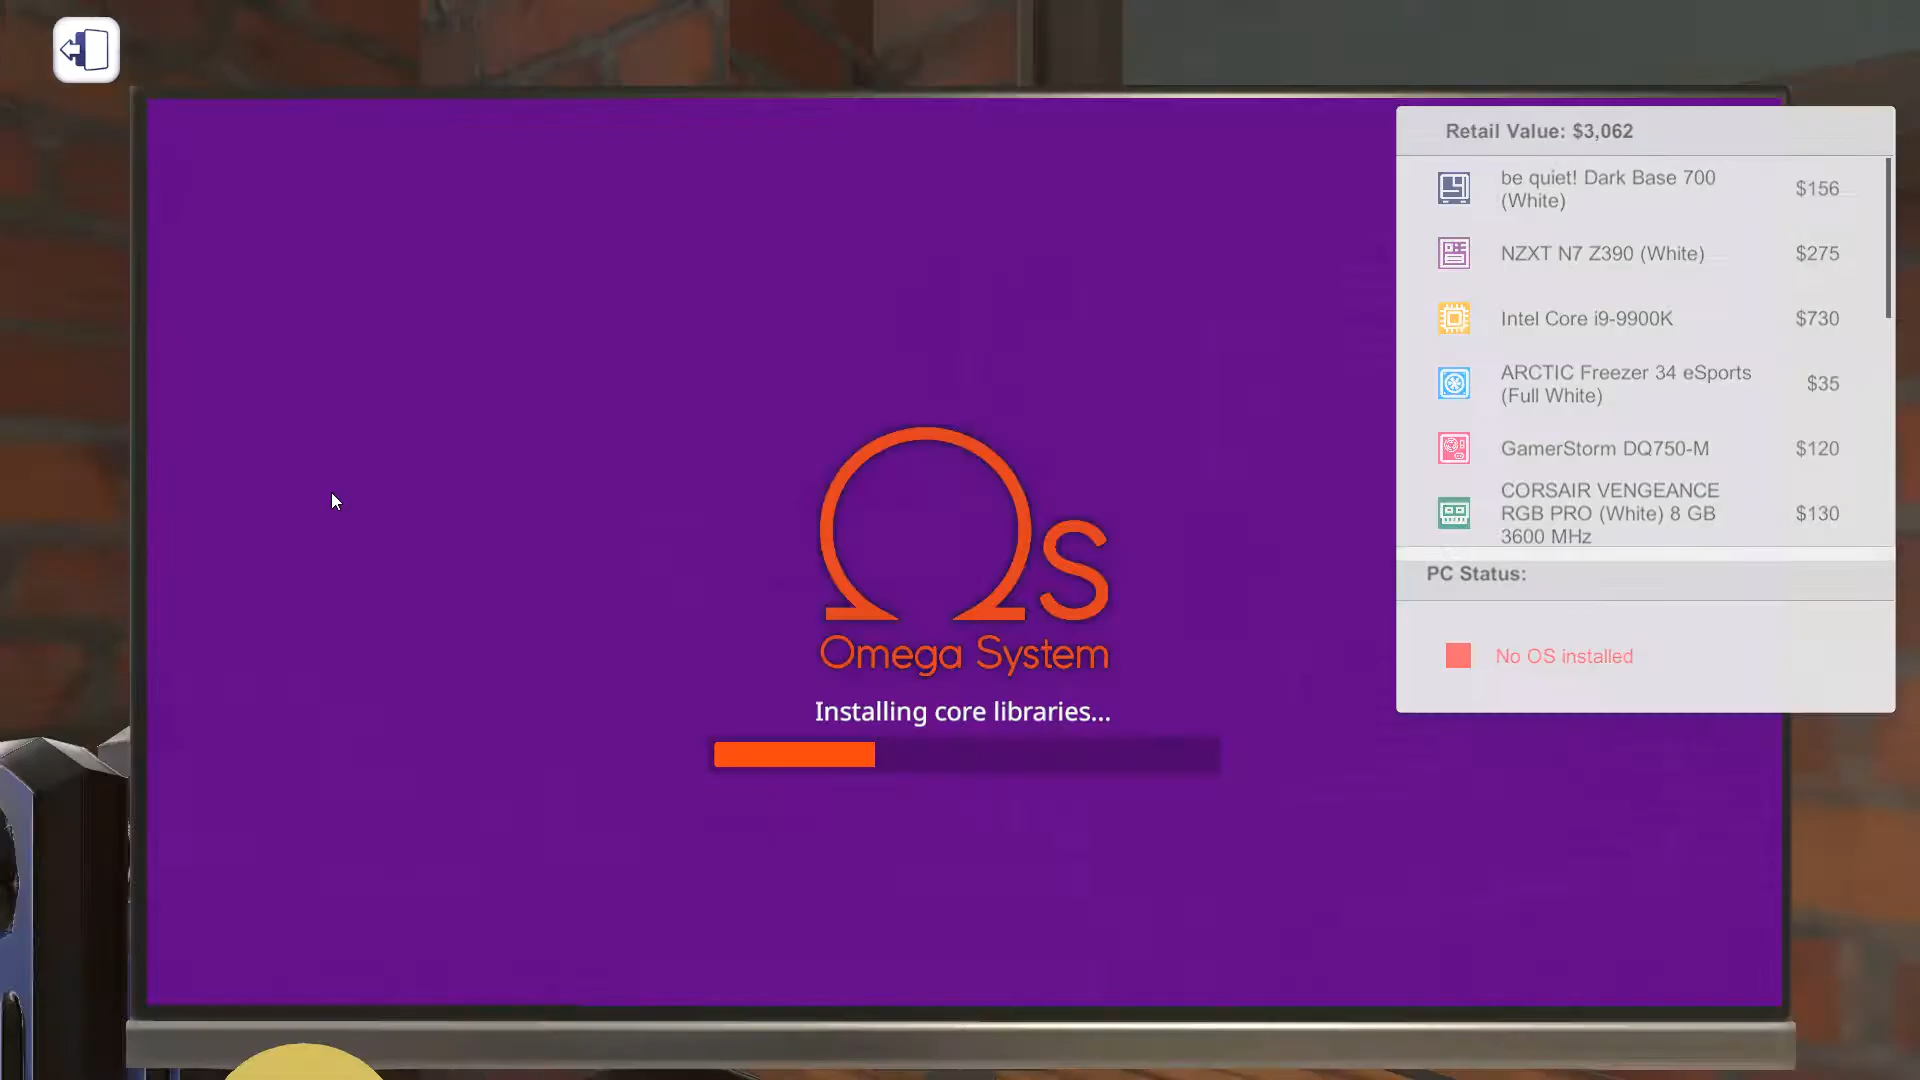 Retail Value: $3,062
be quiet! Dark Base 700
(White)
$156
NZXT N7 Z390 (White)
$275
Intel Core i9-9900K
$730
ARCTIC Freezer 34 eSports
(Full White)
$35
GamerStorm DQ750-M
$120
CORSAIR VENGEANCE
RGB PRO (White) 8 GB
3600 MHz
$130
PC Status:
No OS installed
Ωs
Omega System
Installing core libraries...